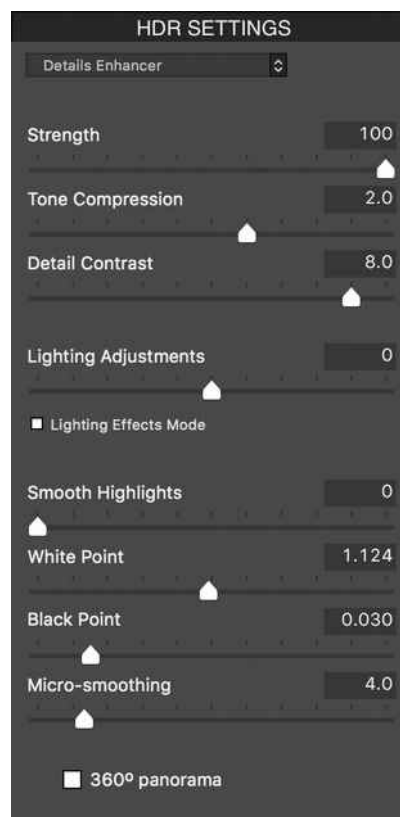 HDR SETTINGS
Details Enhancer
Strength 100
Tone Compression 2.0
Detail Contrast 8.0
Lighting Adjustments 0
Lighting Effects Mode
Smooth Highlights 0
White Point 1.124
Black Point 0.030
Micro-smoothing 4.0
360º panorama